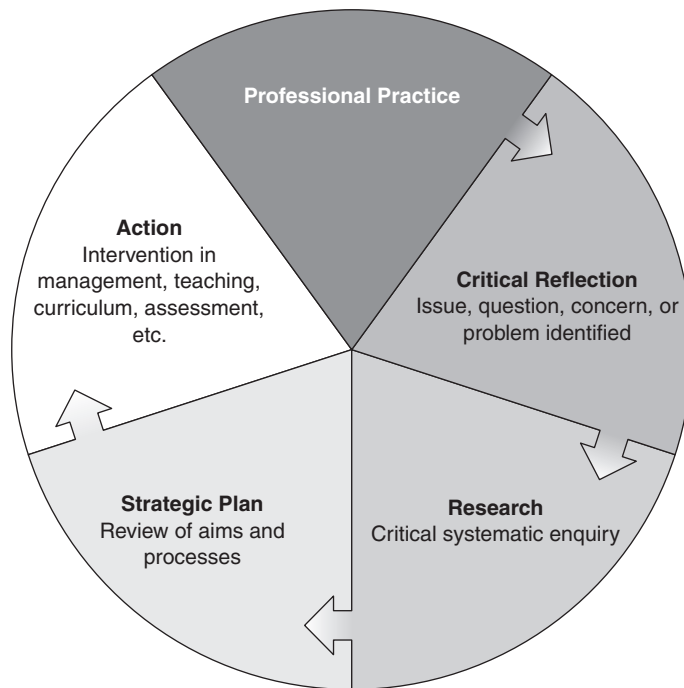 Professional Practice
Critical Reflection
Issue, question, concern, or
problem identified
Research
Critical systematic enquiry
Strategic Plan
Review of aims and
processes
Action
Intervention in
management, teaching,
curriculum, assessment,
etc.